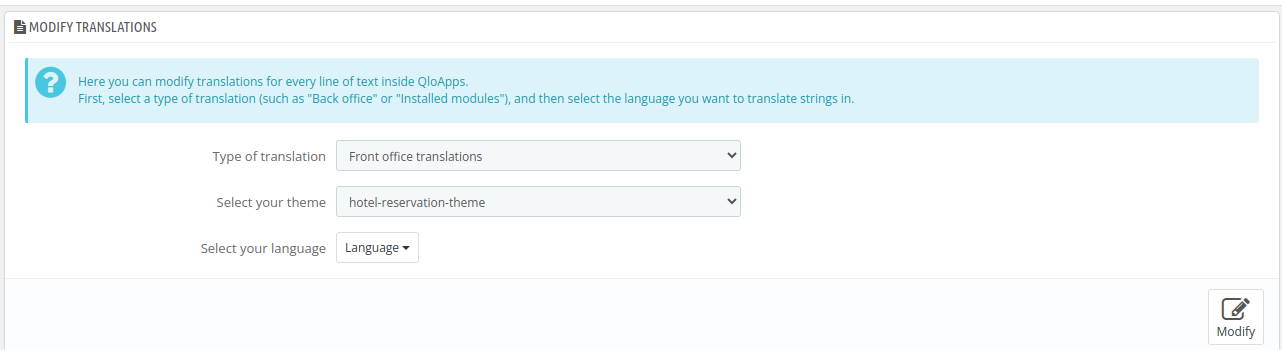 MODIFY TRANSLATIONS
Here you can modify translations for every line of text inside QloApps.
First, select a type of translation (such as "Back office" or "Installed modules"), and then select the language you want to translate strings in.
Type of translation Front office translations
Select your theme hotel-reservation-theme
Select your language Language
Modify